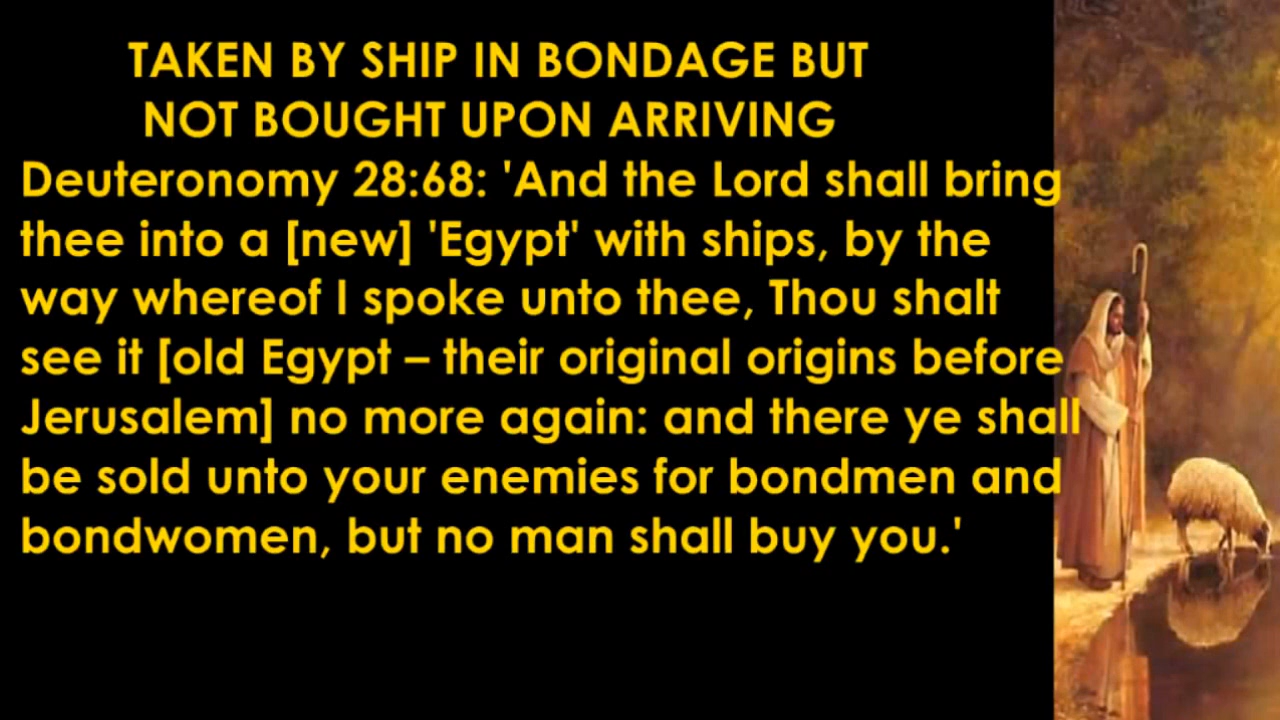 TAKEN BY SHIP IN BONDAGE BUT
NOT BOUGHT UPON ARRIVING
Deuteronomy 28:68: 'And the Lord shall bring
thee into a [new] 'Egypt' with ships, by the
way whereof I spoke unto thee, Thou shalt
see it [old Egypt – their original origins before
Jerusalem] no more again: and there ye shall
be sold unto your enemies for bondmen and
bondwomen, but no man shall buy you.'